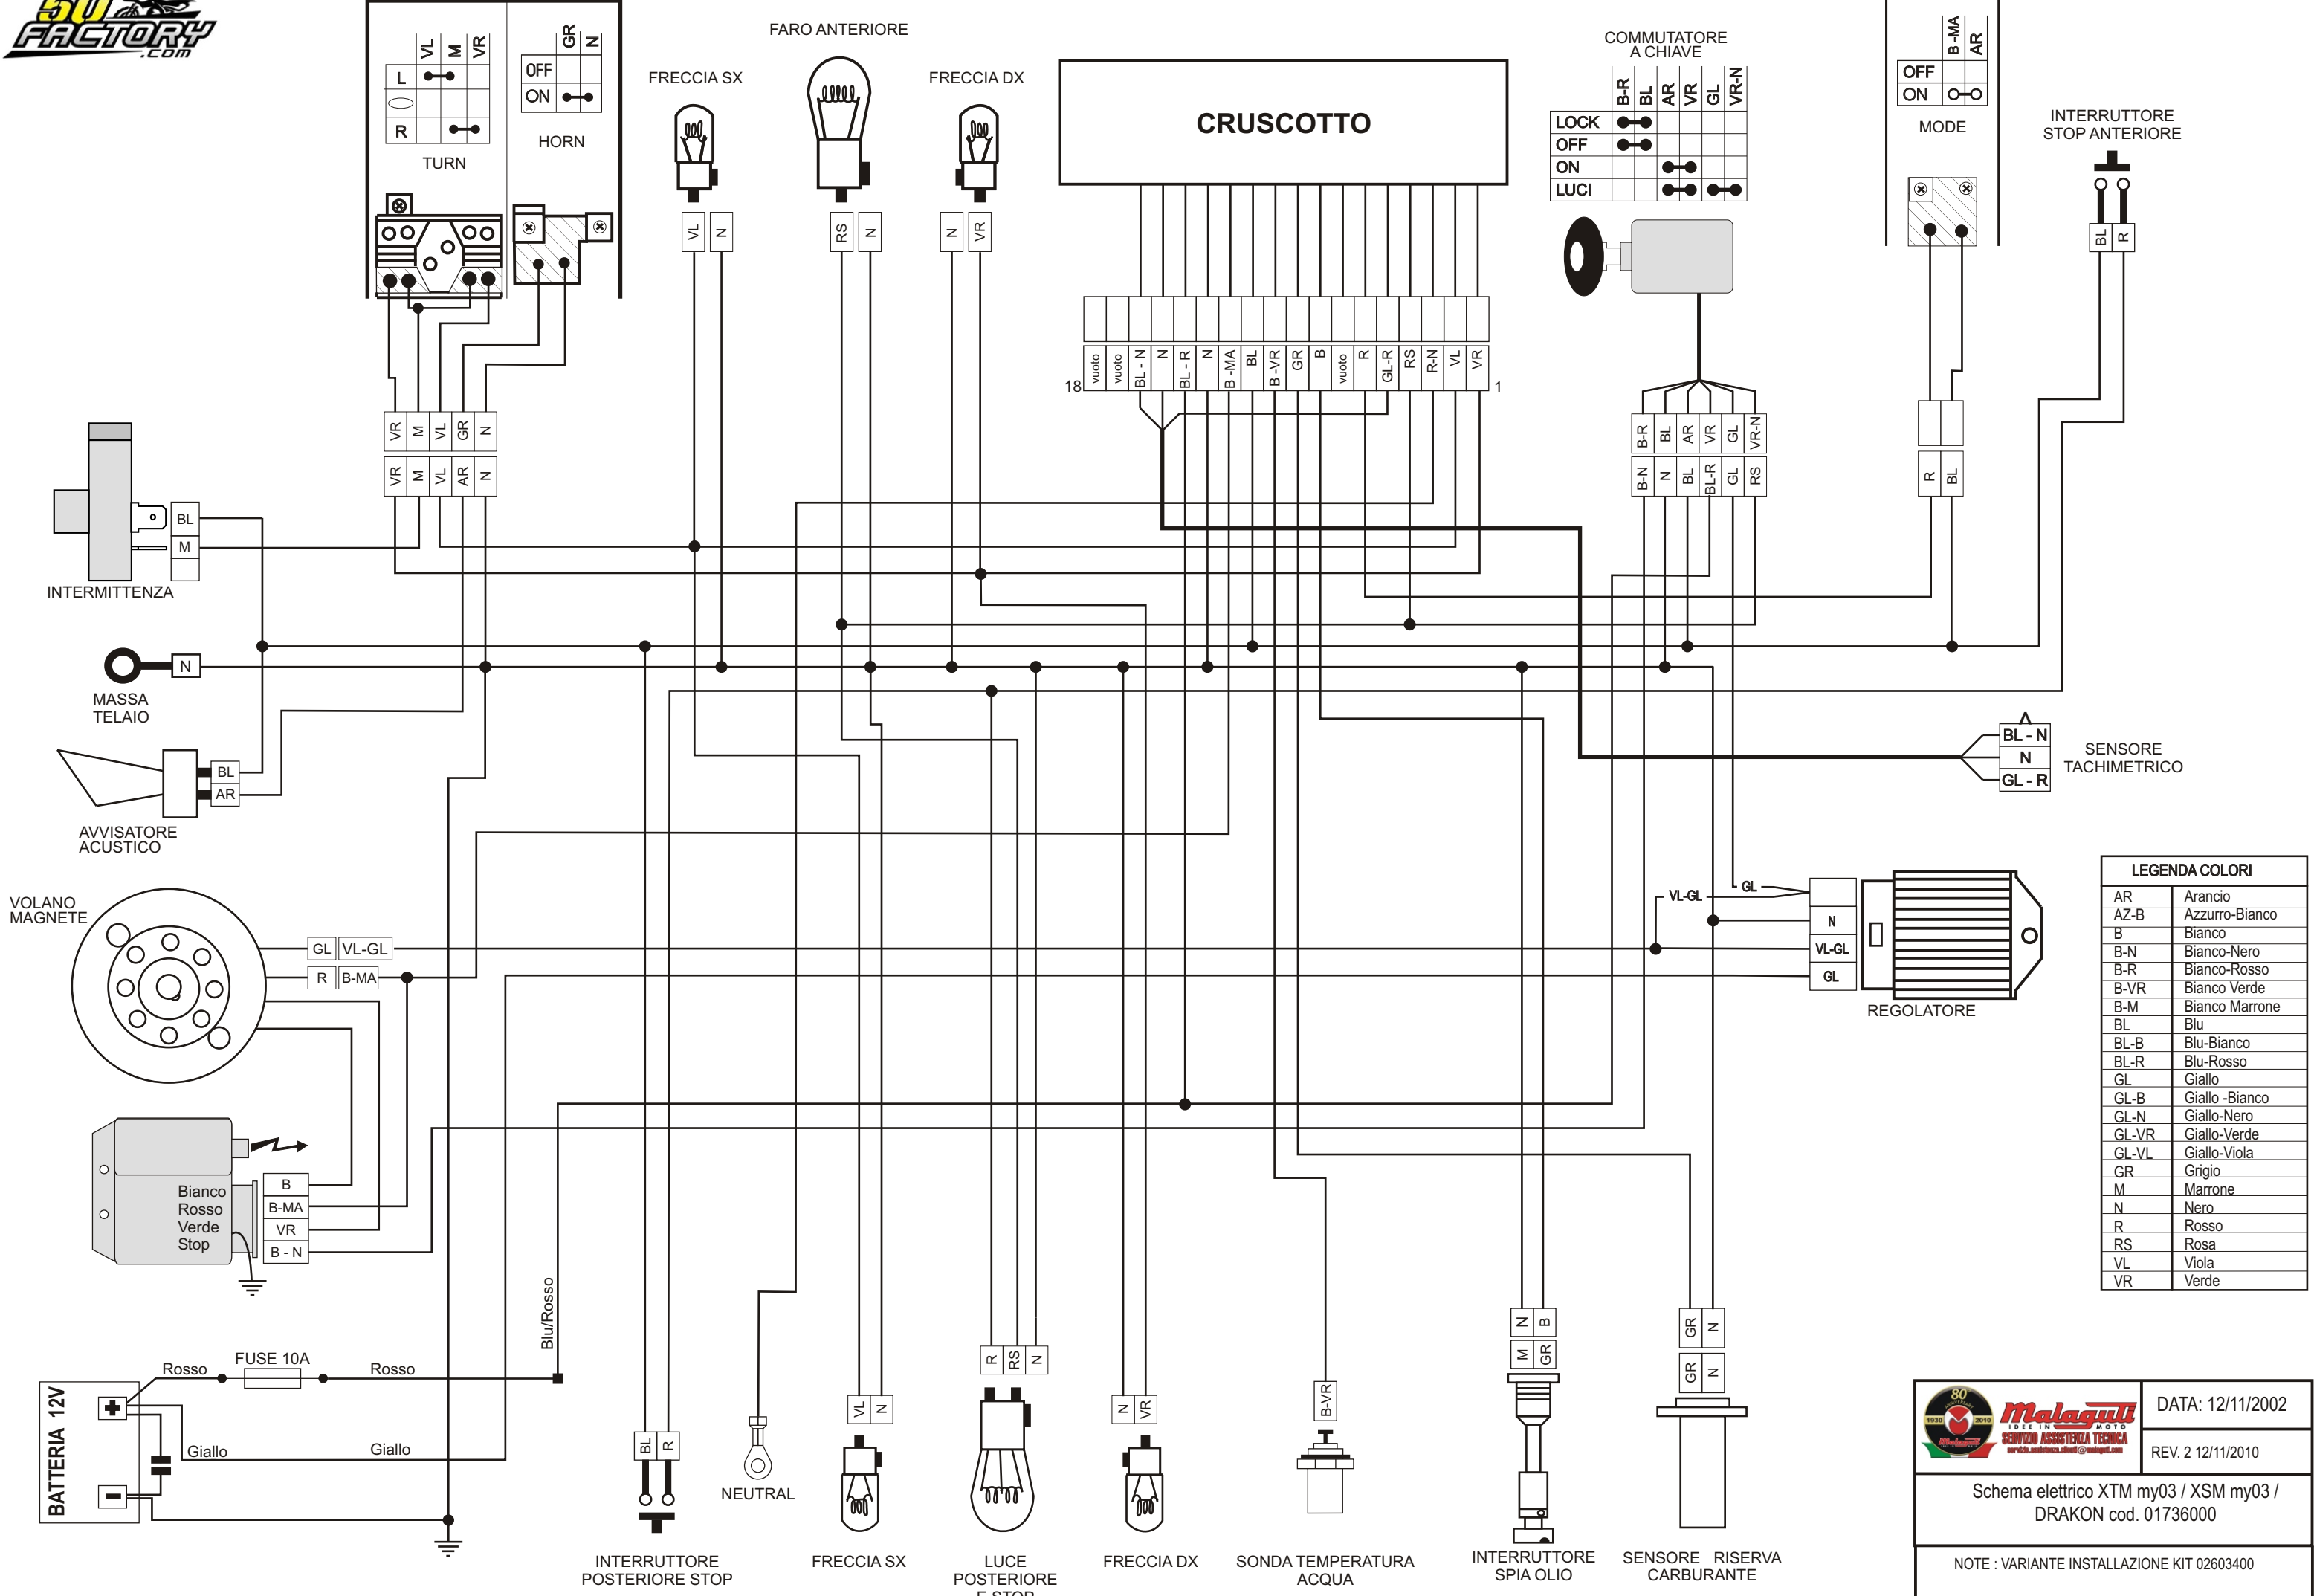 50
FACTORY
.COM
VL M VR
L
R
TURN
GR N
OFF
ON
HORN
FRECCIA SX
FARO ANTERIORE
FRECCIA DX
CRUSCOTTO
COMMUTATORE
A CHIAVE
B-R BL AR VR GL VR-N
LOCK
OFF
ON
LUCI
B -MA AR
OFF
ON
MODE
INTERRUTTORE
STOP ANTERIORE
VL N
RS N
N VR
BL R
18 vuoto vuoto BL - N N BL - R N B -MA BL B -VR GR B vuoto R GL-R RS R-N VL VR 1
VR M VL GR N
VR M VL AR N
B-R BL AR VR GL VR-N
B-N N BL BL-R GL RS
R BL
BL
M
INTERMITTENZA
N
MASSA
TELAIO
BL
AR
AVVISATORE
ACUSTICO
BL - N
N
GL - R
SENSORE
TACHIMETRICO
VOLANO
MAGNETE
GL VL-GL
R B-MA
GL
VL-GL
N
VL-GL
GL
REGOLATORE
Bianco
Rosso
Verde
Stop
B
B-MA
VR
B - N
LEGENDA COLORI
AR Arancio
AZ-B Azzurro-Bianco
B Bianco
B-N Bianco-Nero
B-R Bianco-Rosso
B-VR Bianco Verde
B-M Bianco Marrone
BL Blu
BL-B Blu-Bianco
BL-R Blu-Rosso
GL Giallo
GL-B Giallo -Bianco
GL-N Giallo-Nero
GL-VR Giallo-Verde
GL-VL Giallo-Viola
GR Grigio
M Marrone
N Nero
R Rosso
RS Rosa
VL Viola
VR Verde
Blu/Rosso
BATTERIA 12V
Rosso
FUSE 10A
Rosso
Giallo
Giallo
BL R
INTERRUTTORE
POSTERIORE STOP
NEUTRAL
VL N
FRECCIA SX
R RS N
LUCE
POSTERIORE
E STOP
N VR
FRECCIA DX
B-VR
SONDA TEMPERATURA
ACQUA
N B
M GR
INTERRUTTORE
SPIA OLIO
GR N
GR N
SENSORE RISERVA
CARBURANTE
80
1930 2010
Malaguti
IDEE IN MOTO
SERVIZIO ASSISTENZA TECNICA
servizio.assistenza.clienti@malaguti.com
DATA: 12/11/2002
REV. 2 12/11/2010
Schema elettrico XTM my03 / XSM my03 /
DRAKON cod. 01736000
NOTE : VARIANTE INSTALLAZIONE KIT 02603400